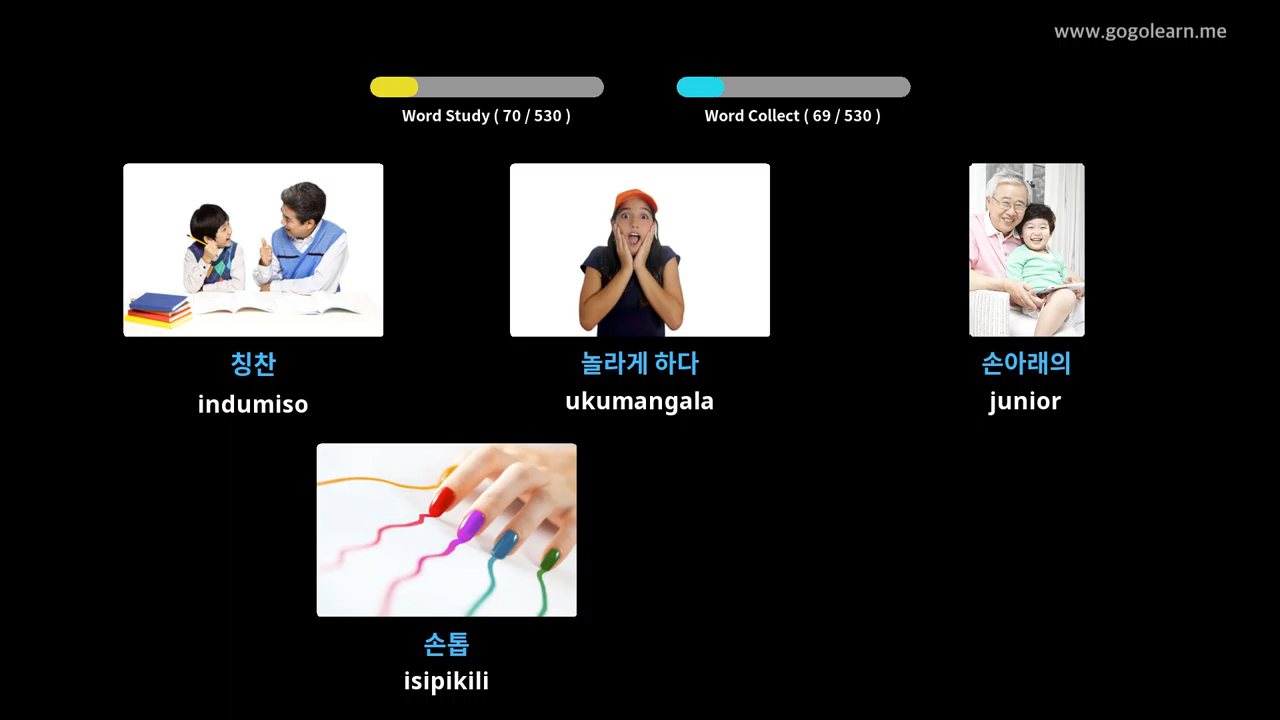 www.gogolearn.me
Word Study ( 70 / 530 )
Word Collect ( 69 / 530 )
칭찬
indumiso
놀라게 하다
ukumangala
손아래의
junior
손톱
isipikili